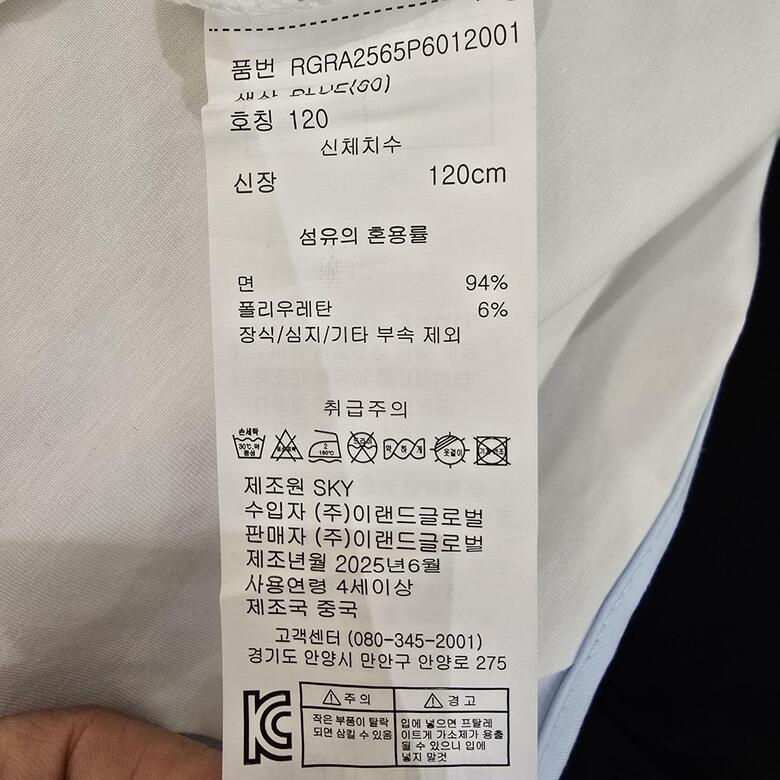 품번 RGRA2565P6012001
색상 BLUE(60)
호칭 120
신체치수
신장 120cm
섬유의 혼용률
면 94%
폴리우레탄 6%
장식/심지/기타 부속 제외
취급주의
손세탁
30℃.약
중성
2
180℃
드라이
약하게
옷걸이
기계건조
제조원 SKY
수입자 (주)이랜드글로벌
판매자 (주)이랜드글로벌
제조년월 2025년6월
사용연령 4세이상
제조국 중국
고객센터 (080-345-2001)
경기도 안양시 만안구 안양로 275
주의
작은 부품이 탈락
되면 삼킬 수 있음
경고
입에 넣으면 프탈레
이트계 가소제가 용출
될 수 있으니 입에
넣지 말것